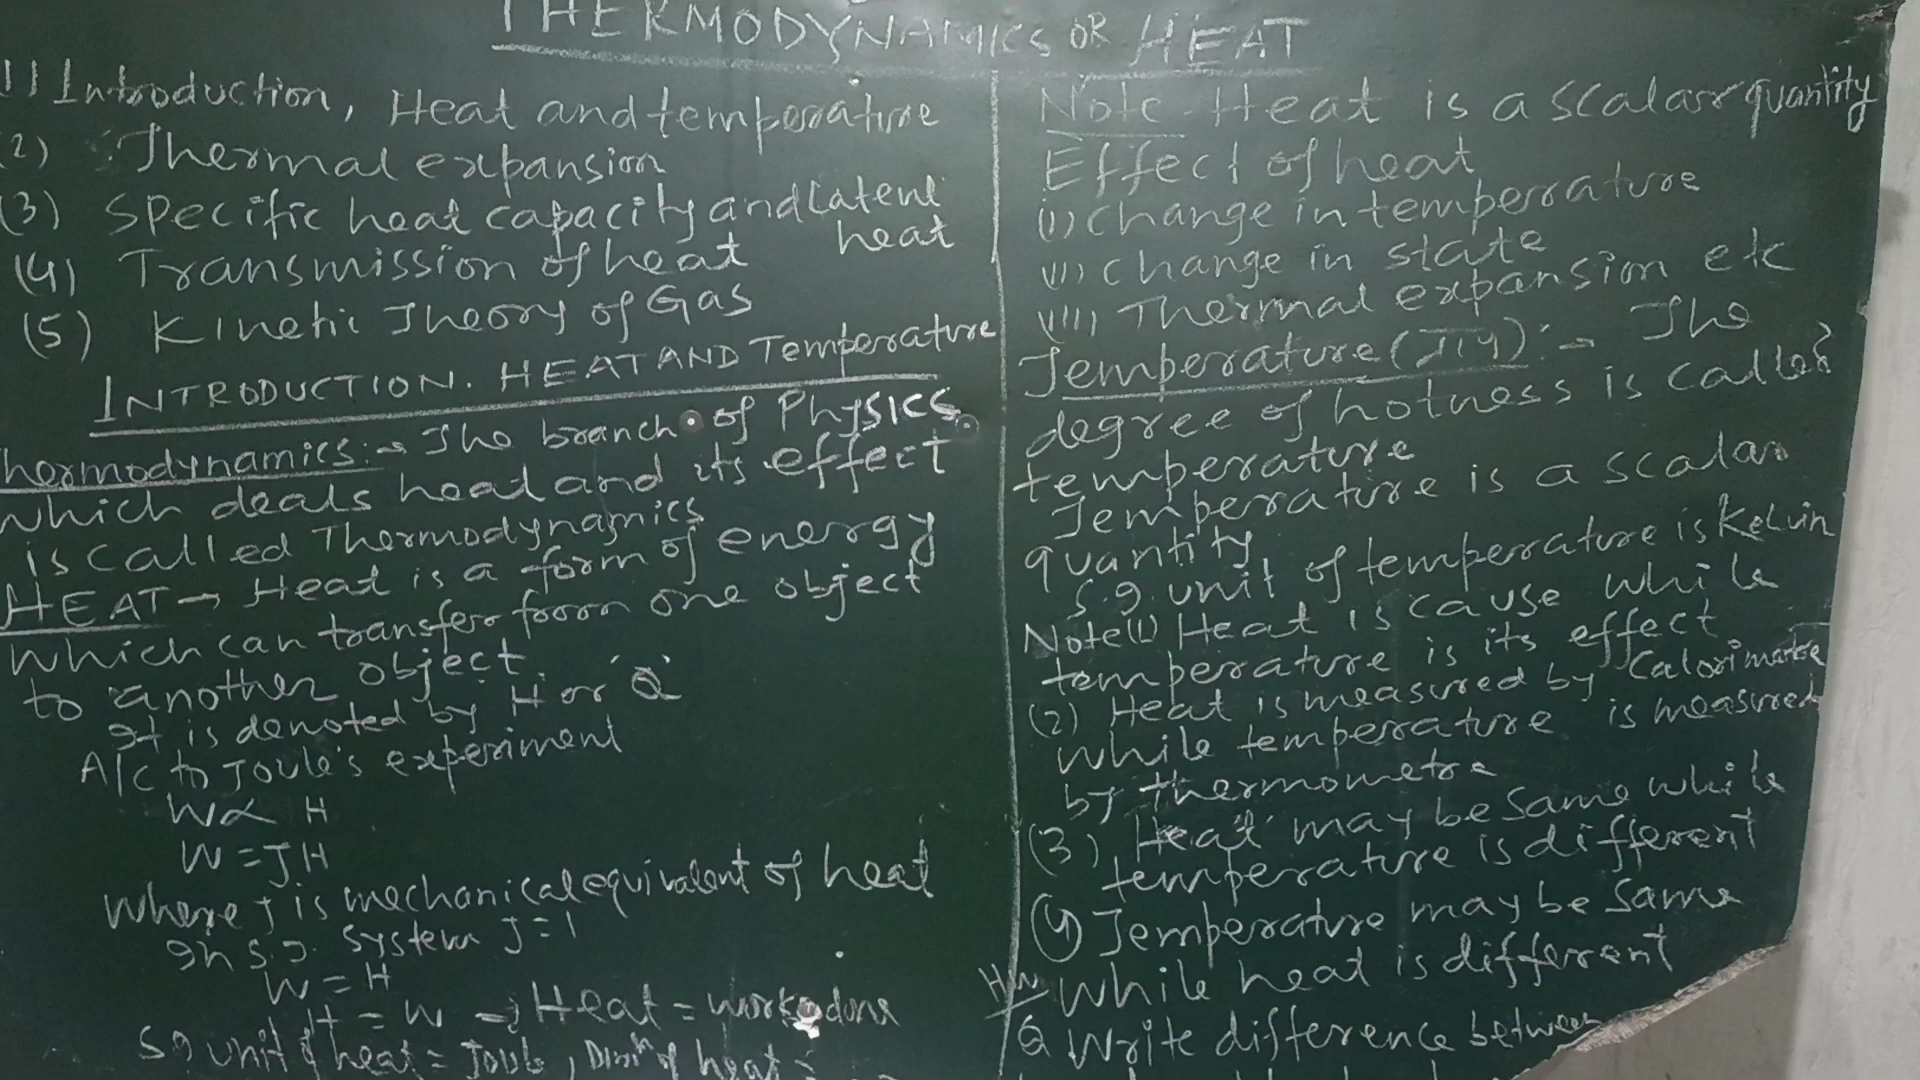 THERMODYNAMICS OR HEAT
(1) Introduction, Heat and temperature
(2) Thermal expansion
(3) Specific heat capacity and Latent
heat
(4) Transmission of heat
(5) Kinetic Theory of Gas
INTRODUCTION. HEAT AND Temperature
Thermodynamics:- The branch of Physics
which deals heat and its effect
is called Thermodynamics
HEAT → Heat is a form of energy
which can transfer from one object
to another object.
It is denoted by H or 'Q'
A/c to Joule's experiment
W∝ H
W = JH
Where J is mechanical equivalent of heat
In S.I. System J=1
W = H
H = W → Heat = work done
SI unit of heat = Joule, Dimn of heat =
Note - Heat is a scalar quantity
Effect of heat
(i) change in temperature
(ii) change in state
(iii) Thermal expansion etc
Temperature ( ) :- The
degree of hotness is called
temperature
Temperature is a scalar
quantity
S.I. unit of temperature is Kelvin
Note (1) Heat is cause while
temperature is its effect
(2) Heat is measured by Calorimetre
While temperature is measured
by thermometre
(3) Heat may be same while
temperature is different
(4) Temperature may be same
While heat is different
HW
Q Write difference between